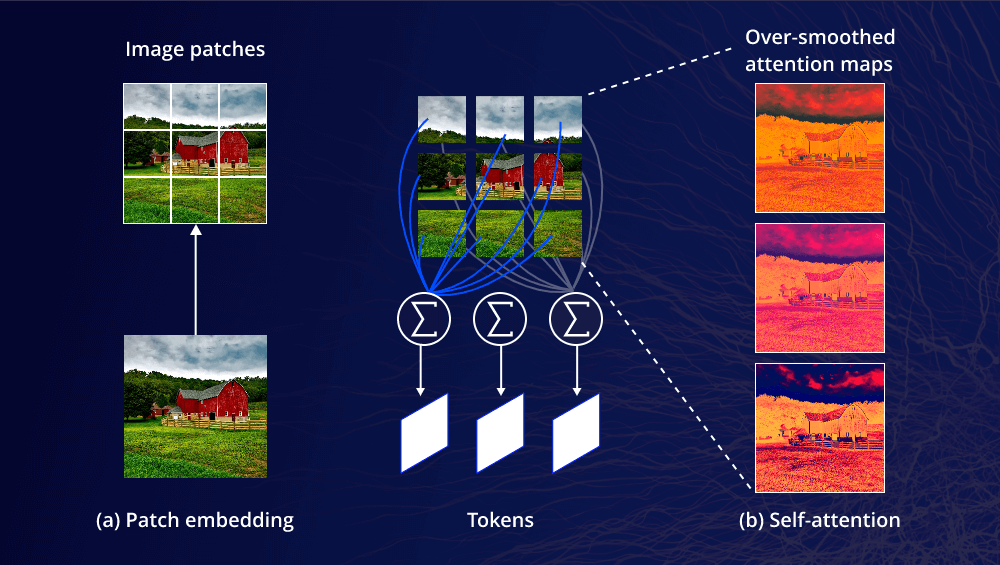 Image patches
Over-smoothed
attention maps
Σ
Σ
Σ
(a) Patch embedding
Tokens
(b) Self-attention